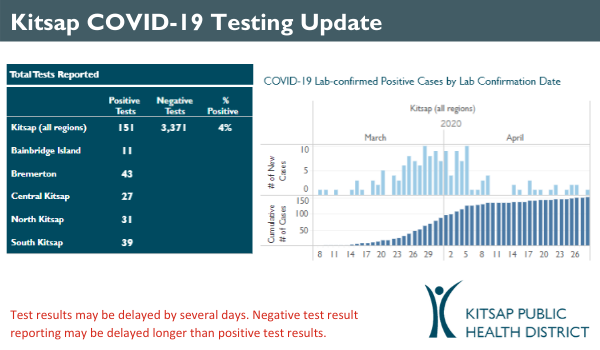 Kitsap COVID-19 Testing Update
Total Tests Reported
Positive Tests Negative Tests % Positive
Kitsap (all regions) 151 3,371 4%
Bainbridge Island 11
Bremerton 43
Central Kitsap 27
North Kitsap 31
South Kitsap 39
COVID-19 Lab-confirmed Positive Cases by Lab Confirmation Date
Kitsap (all regions)
2020
March April
# of New Cases
10
5
0
Cumulative # of Cases
150
100
50
8 11 14 17 20 23 26 29 2 5 8 11 14 17 20 23 26
Test results may be delayed by several days. Negative test result
reporting may be delayed longer than positive test results.
KITSAP PUBLIC
HEALTH DISTRICT